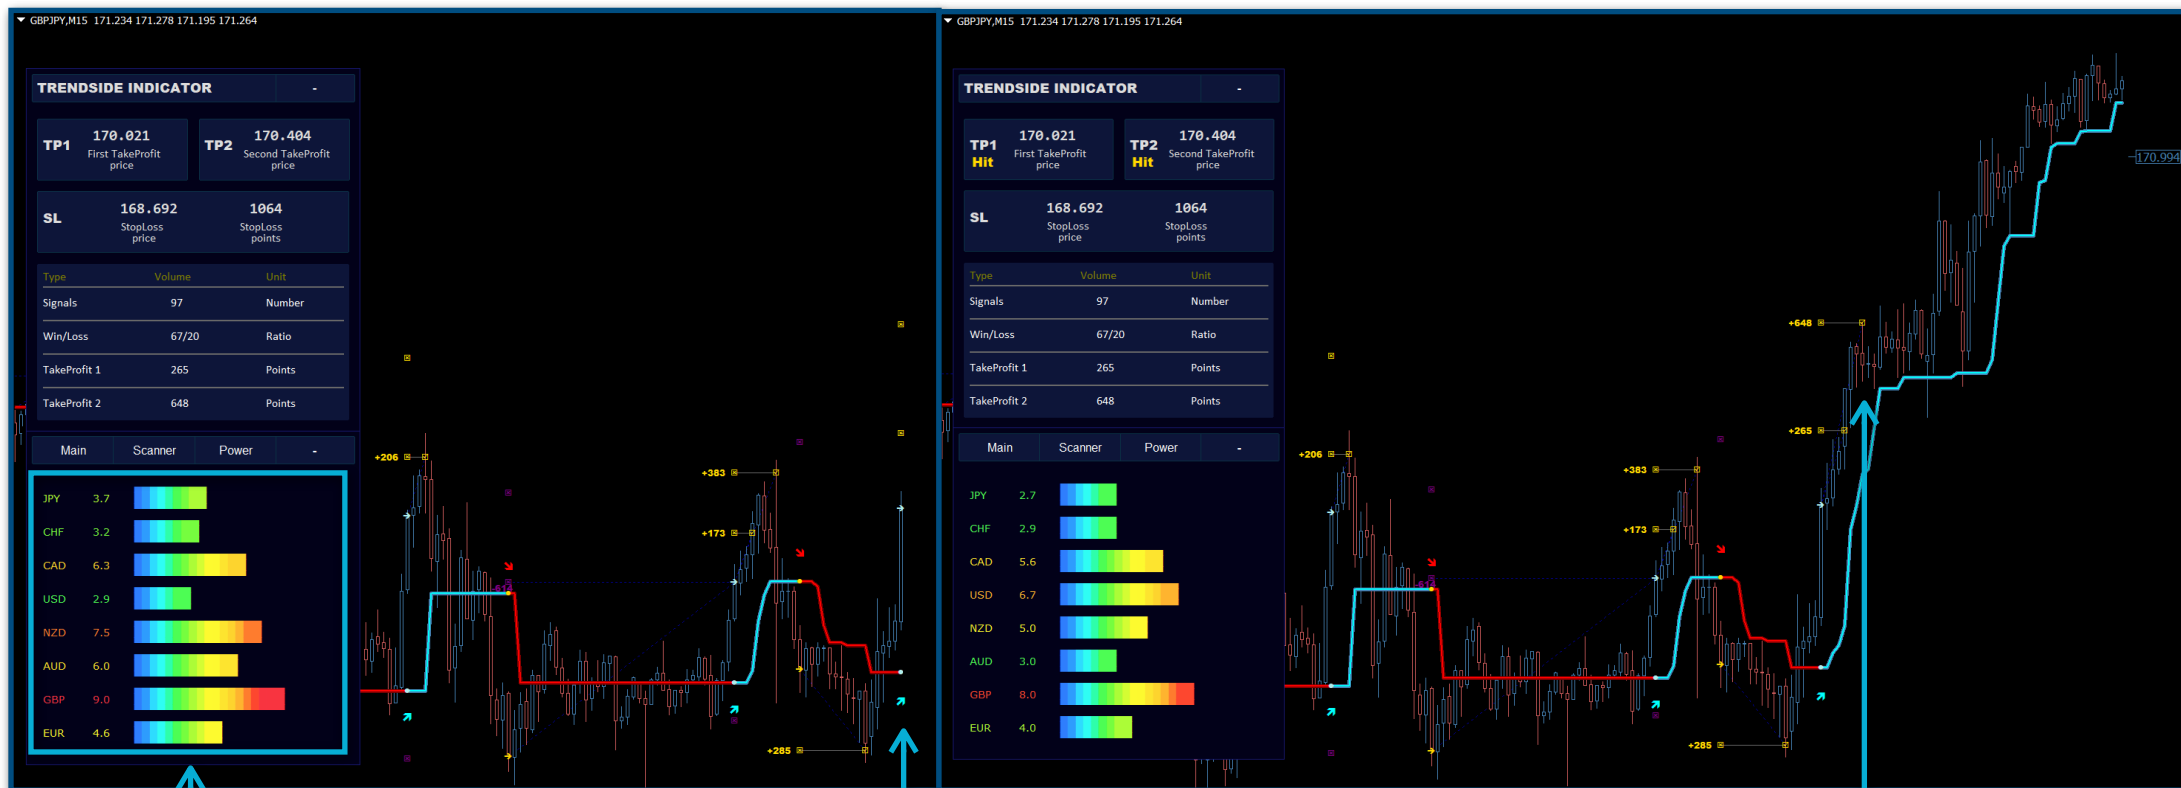 GBPJPY,M15 171.234 171.278 171.195 171.264
TRENDSIDE INDICATOR -
TP1 170.021 First TakeProfit price
TP2 170.404 Second TakeProfit price
SL 168.692 StopLoss price 1064 StopLoss points
Type Volume Unit
Signals 97 Number
Win/Loss 67/20 Ratio
TakeProfit 1 265 Points
TakeProfit 2 648 Points
Main Scanner Power -
JPY 3.7
CHF 3.2
CAD 6.3
USD 2.9
NZD 7.5
AUD 6.0
GBP 9.0
EUR 4.6
+206
-614
+383
+173
+285
GBPJPY,M15 171.234 171.278 171.195 171.264
TRENDSIDE INDICATOR -
TP1 Hit 170.021 First TakeProfit price
TP2 Hit 170.404 Second TakeProfit price
SL 168.692 StopLoss price 1064 StopLoss points
Type Volume Unit
Signals 97 Number
Win/Loss 67/20 Ratio
TakeProfit 1 265 Points
TakeProfit 2 648 Points
Main Scanner Power -
JPY 2.7
CHF 2.9
CAD 5.6
USD 6.7
NZD 5.0
AUD 3.0
GBP 8.0
EUR 4.0
+206
-614
+383
+173
+285
+648
+265
170.994